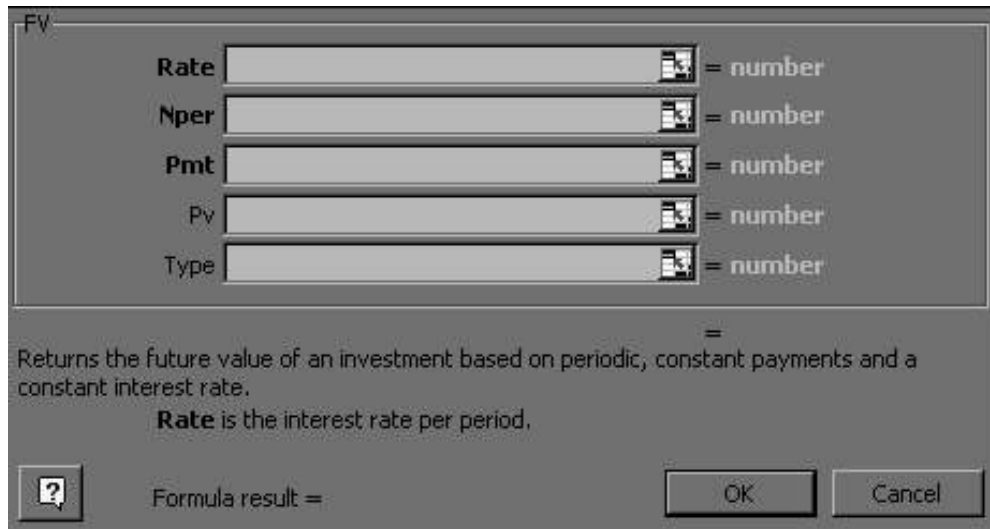 FV
Rate = number
Nper = number
Pmt = number
Pv = number
Type = number
=
Returns the future value of an investment based on periodic, constant payments and a
constant interest rate.
Rate is the interest rate per period.
? Formula result = OK Cancel